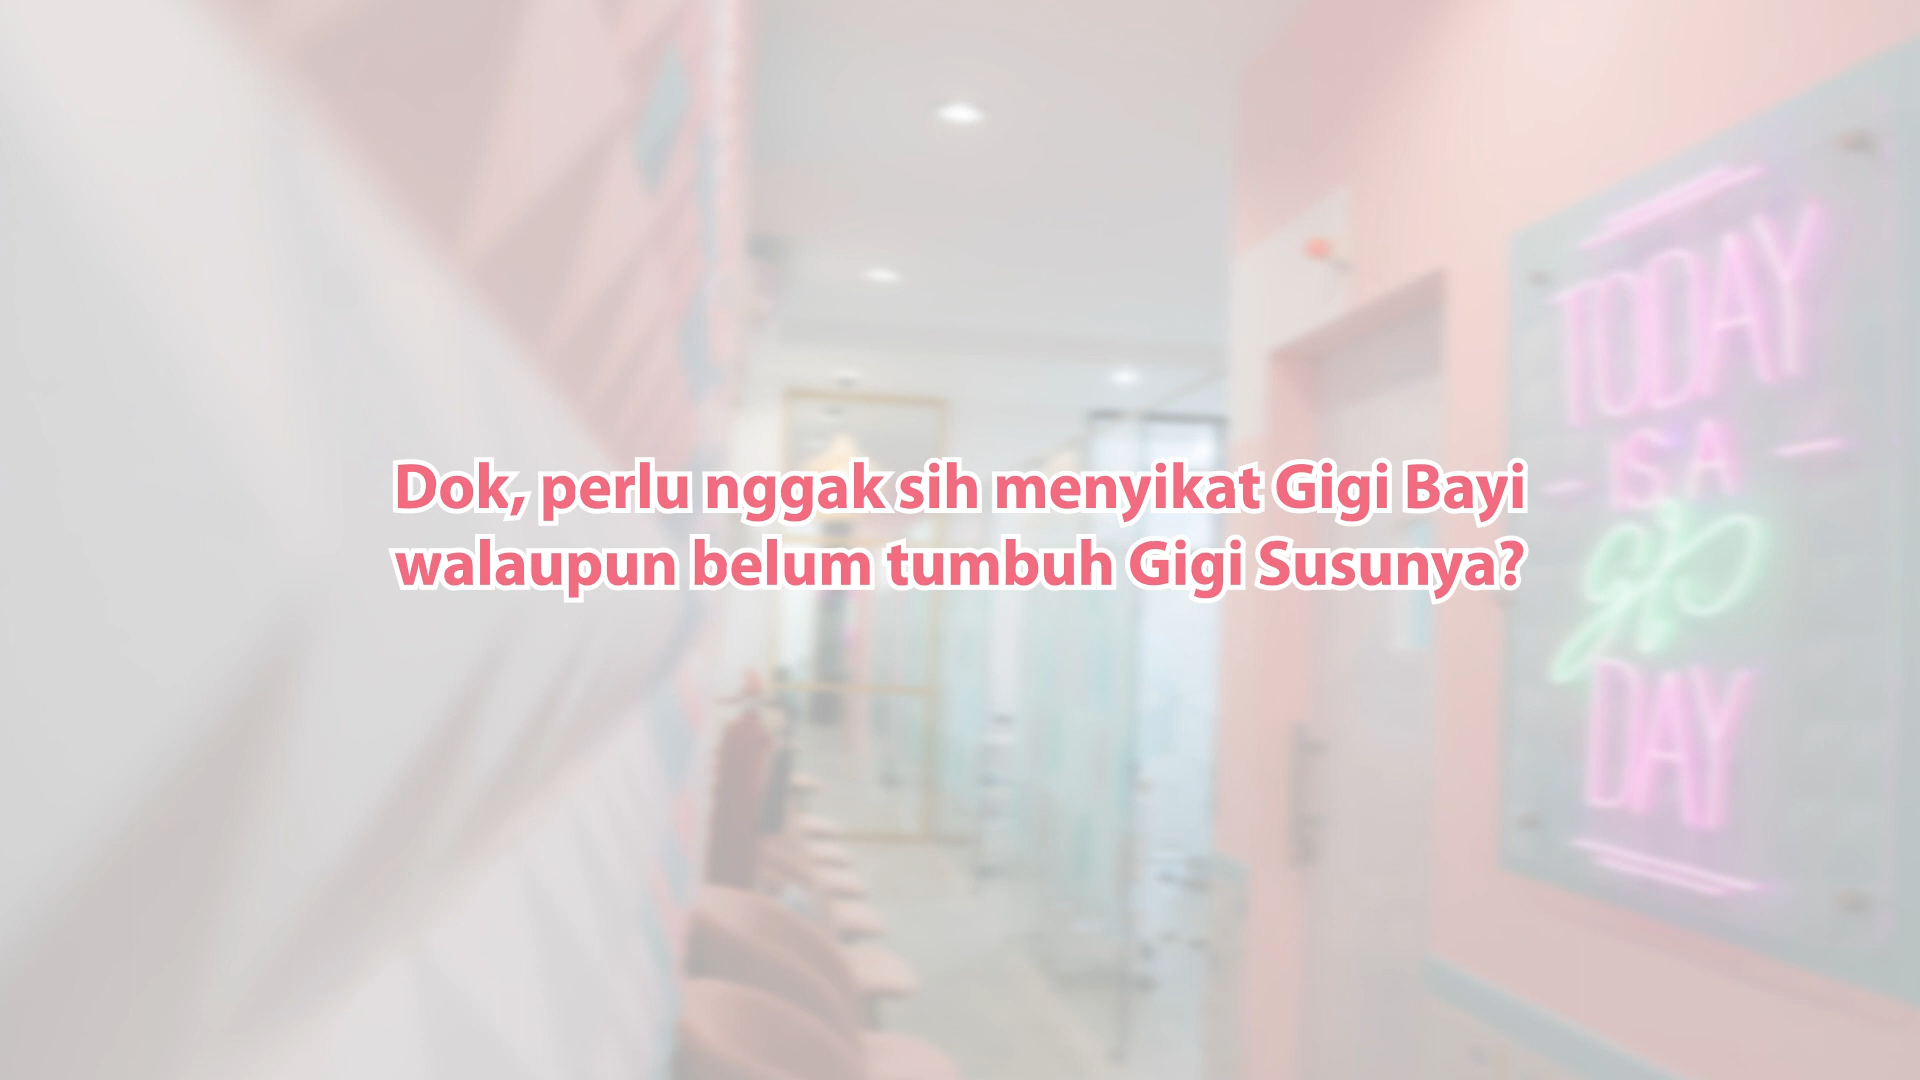 Dok, perlu nggak sih menyikat Gigi Bayi
walaupun belum tumbuh Gigi Susunya?
TODAY
IS A
DAY